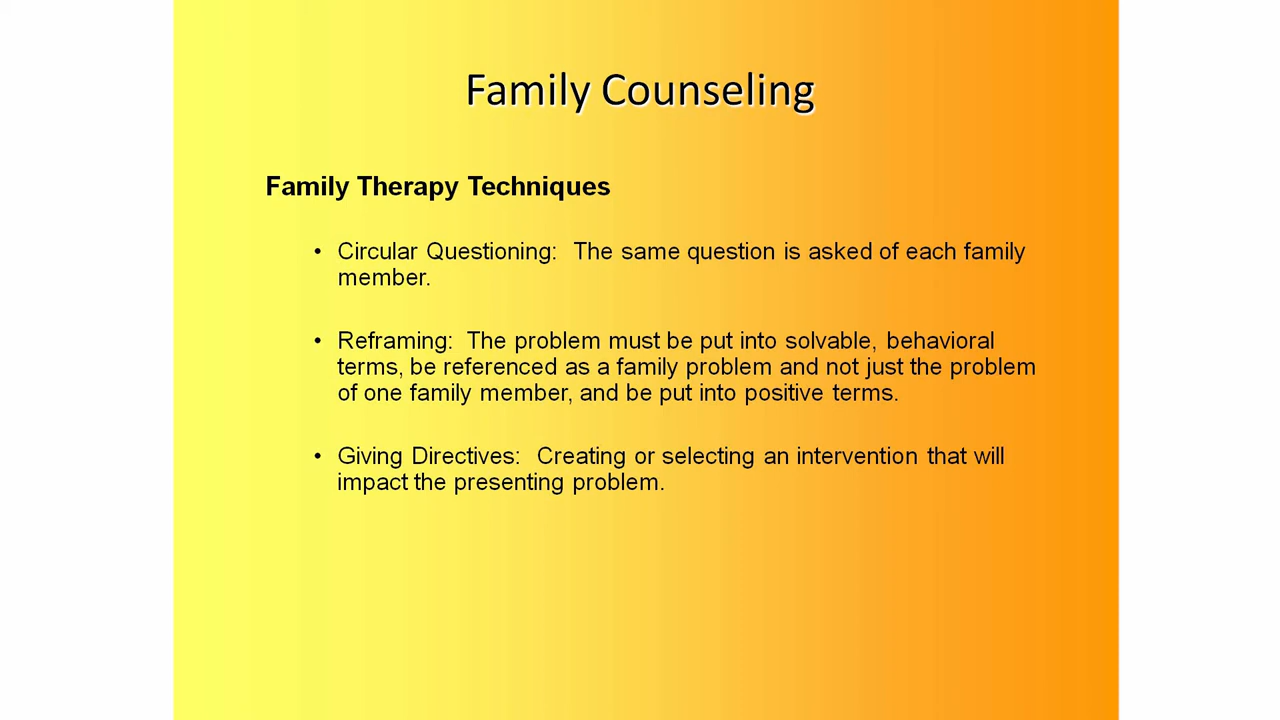 Family Counseling
Family Therapy Techniques
• Circular Questioning:  The same question is asked of each family
member.
• Reframing:  The problem must be put into solvable, behavioral
terms, be referenced as a family problem and not just the problem
of one family member, and be put into positive terms.
• Giving Directives:  Creating or selecting an intervention that will
impact the presenting problem.